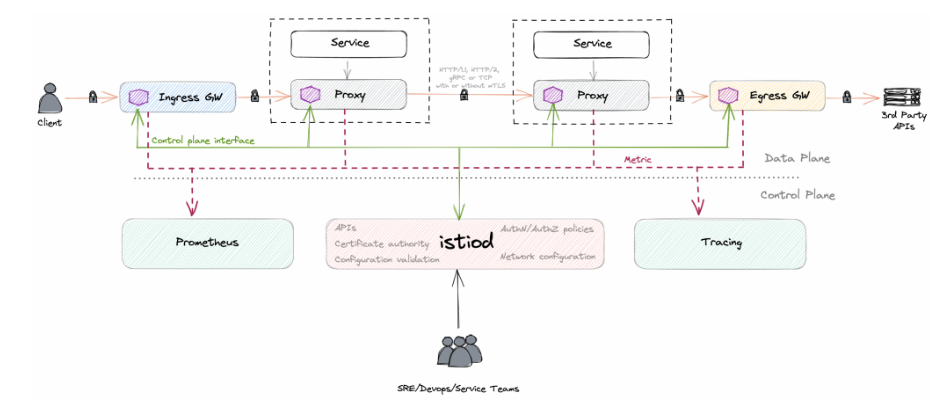 Service
Service
HTTP/1.1, HTTP/2,
gRPC or TCP
with or without mTLS
Client
Ingress GW
Proxy
Proxy
Egress GW
3rd Party
APIs
Control plane interface
Metric
Data Plane
Control Plane
Prometheus
APIs
Certificate authority
Configuration validation
istiod
AuthN/AuthZ policies
Network configuration
Tracing
SRE/Devops/Service Teams